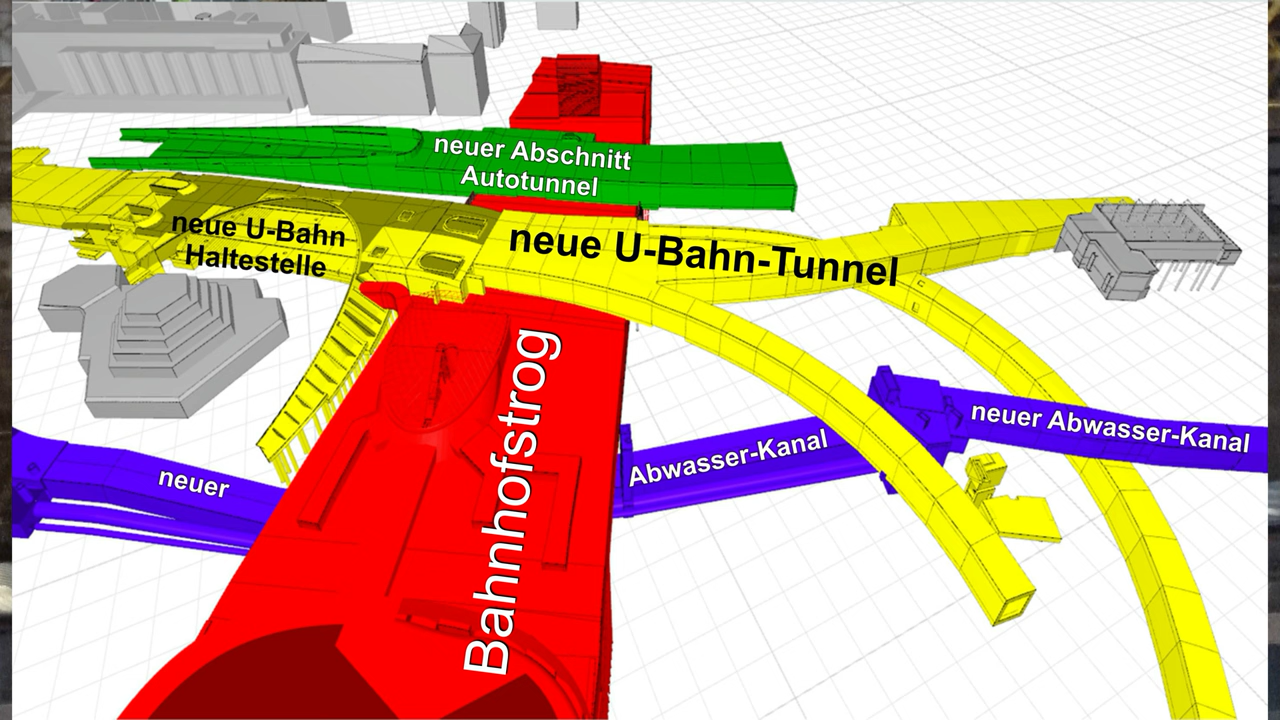 neuer Abschnitt
Autotunnel
neue U-Bahn
Haltestelle
neue U-Bahn-Tunnel
Bahnhofstrog
neuer
Abwasser-Kanal
neuer Abwasser-Kanal